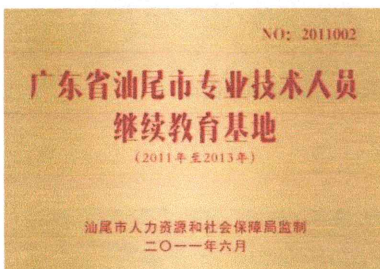 NO：2011002
广东省汕尾市专业技术人员
继续教育基地
(2011年至2013年)
汕尾市人力资源和社会保障局监制
二〇一一年六月